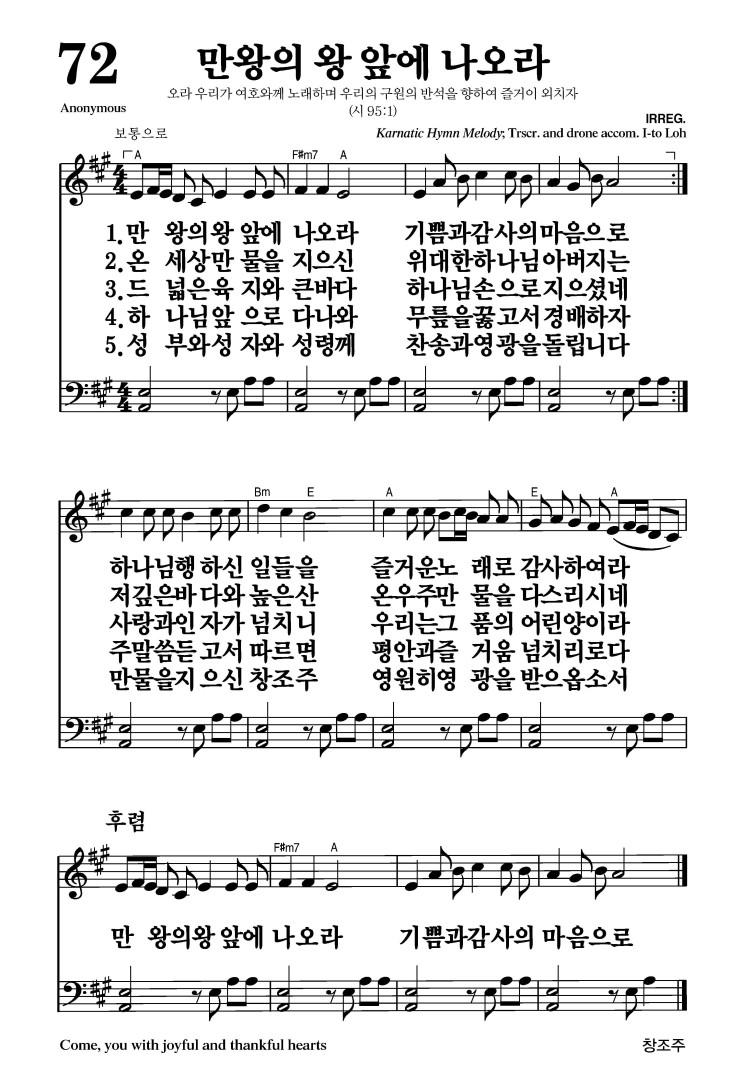 72
만왕의 왕 앞에 나오라
오라 우리가 여호와께 노래하며 우리의 구원의 반석을 향하여 즐거이 외치자
(시 95:1)
Anonymous
IRREG.
보통으로
Karnatic Hymn Melody; Trscr. and drone accom. I-to Loh
A F#m7 A
4/4
1.만 왕의왕 앞에 나오라 기쁨과감사의마음으로
2.온 세상만 물을 지으신 위대한하나님아버지는
3.드 넓은육 지와 큰바다 하나님손으로지으셨네
4.하 나님앞 으로 다나와 무릎을꿇고서경배하자
5.성 부와성 자와 성령께 찬송과영광을돌립니다
4/4
Bm E A E A
하나님행 하신 일들을 즐거운노 래로 감사하여라
저깊은바 다와 높은산 온우주만 물을 다스리시네
사랑과인 자가 넘치니 우리는그 품의 어린양이라
주말씀듣 고서 따르면 평안과즐 거움 넘치리로다
만물을지 으신 창조주 영원히영 광을 받으옵소서
후렴
F#m7 A
만 왕의왕 앞에 나오라 기쁨과감사의 마음으로
Come, you with joyful and thankful hearts
창조주